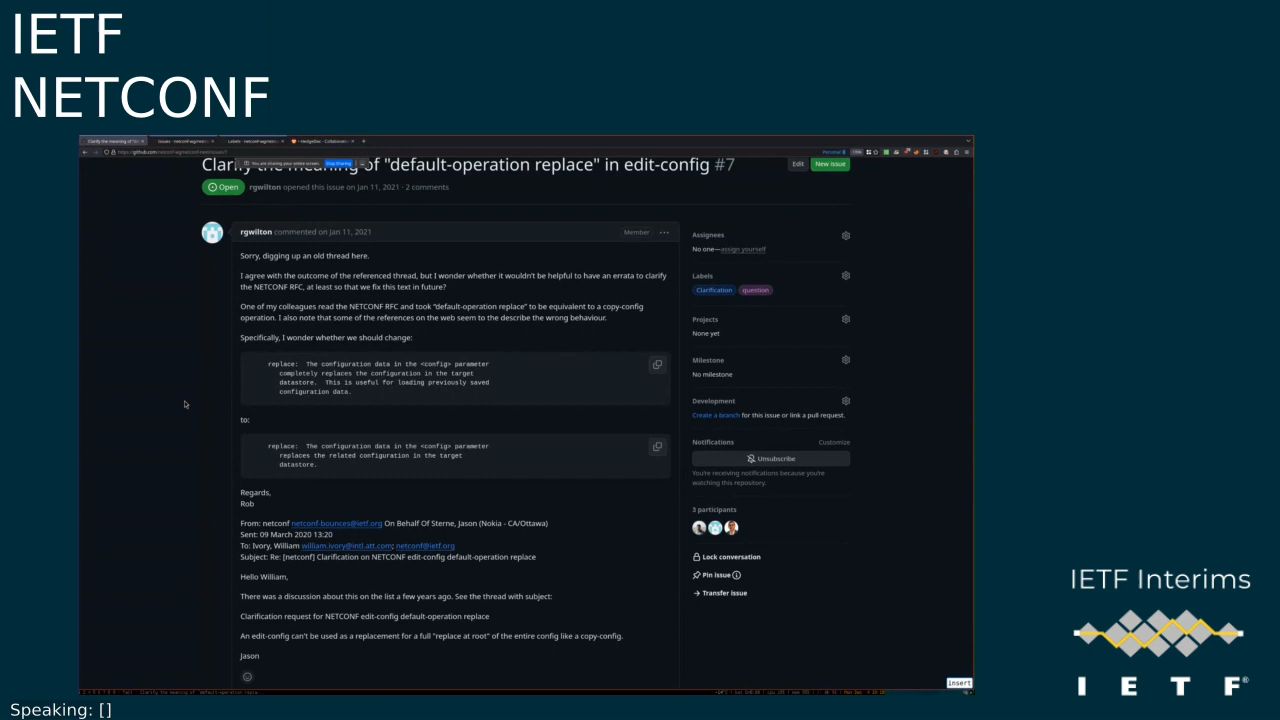 IETF
NETCONF
Clarify the meaning of "default-operation replace" in edit-config #7
You are sharing your entire screen. Stop Sharing
Edit
New issue
Open
rgwilton opened this issue on Jan 11, 2021 · 2 comments
rgwilton commented on Jan 11, 2021
Member
Sorry, digging up an old thread here.
I agree with the outcome of the referenced thread, but I wonder whether it wouldn't be helpful to have an errata to clarify
the NETCONF RFC, at least so that we fix this text in future?
One of my colleagues read the NETCONF RFC and took "default-operation replace" to be equivalent to a copy-config
operation. I also note that some of the references on the web seem to the describe the wrong behaviour.
Specifically, I wonder whether we should change:
replace: The configuration data in the <config> parameter
completely replaces the configuration in the target
datastore. This is useful for loading previously saved
configuration data.
to:
replace: The configuration data in the <config> parameter
replaces the related configuration in the target
datastore.
Regards,
Rob
From: netconf netconf-bounces@ietf.org On Behalf Of Sterne, Jason (Nokia - CA/Ottawa)
Sent: 09 March 2020 13:20
To: Ivory, William william.ivory@intl.att.com; netconf@ietf.org
Subject: Re: [netconf] Clarification on NETCONF edit-config default-operation replace
Hello William,
There was a discussion about this on the list a few years ago. See the thread with subject:
Clarification request for NETCONF edit-config default-operation replace
An edit-config can't be used as a replacement for a full "replace at root" of the entire config like a copy-config.
Jason
Assignees
No one—assign yourself
Labels
Clarification question
Projects
None yet
Milestone
No milestone
Development
Create a branch for this issue or link a pull request.
Notifications
Customize
Unsubscribe
You're receiving notifications because you're
watching this repository.
3 participants
Lock conversation
Pin issue
Transfer issue
insert
IETF Interims
I E T F®
Speaking: []